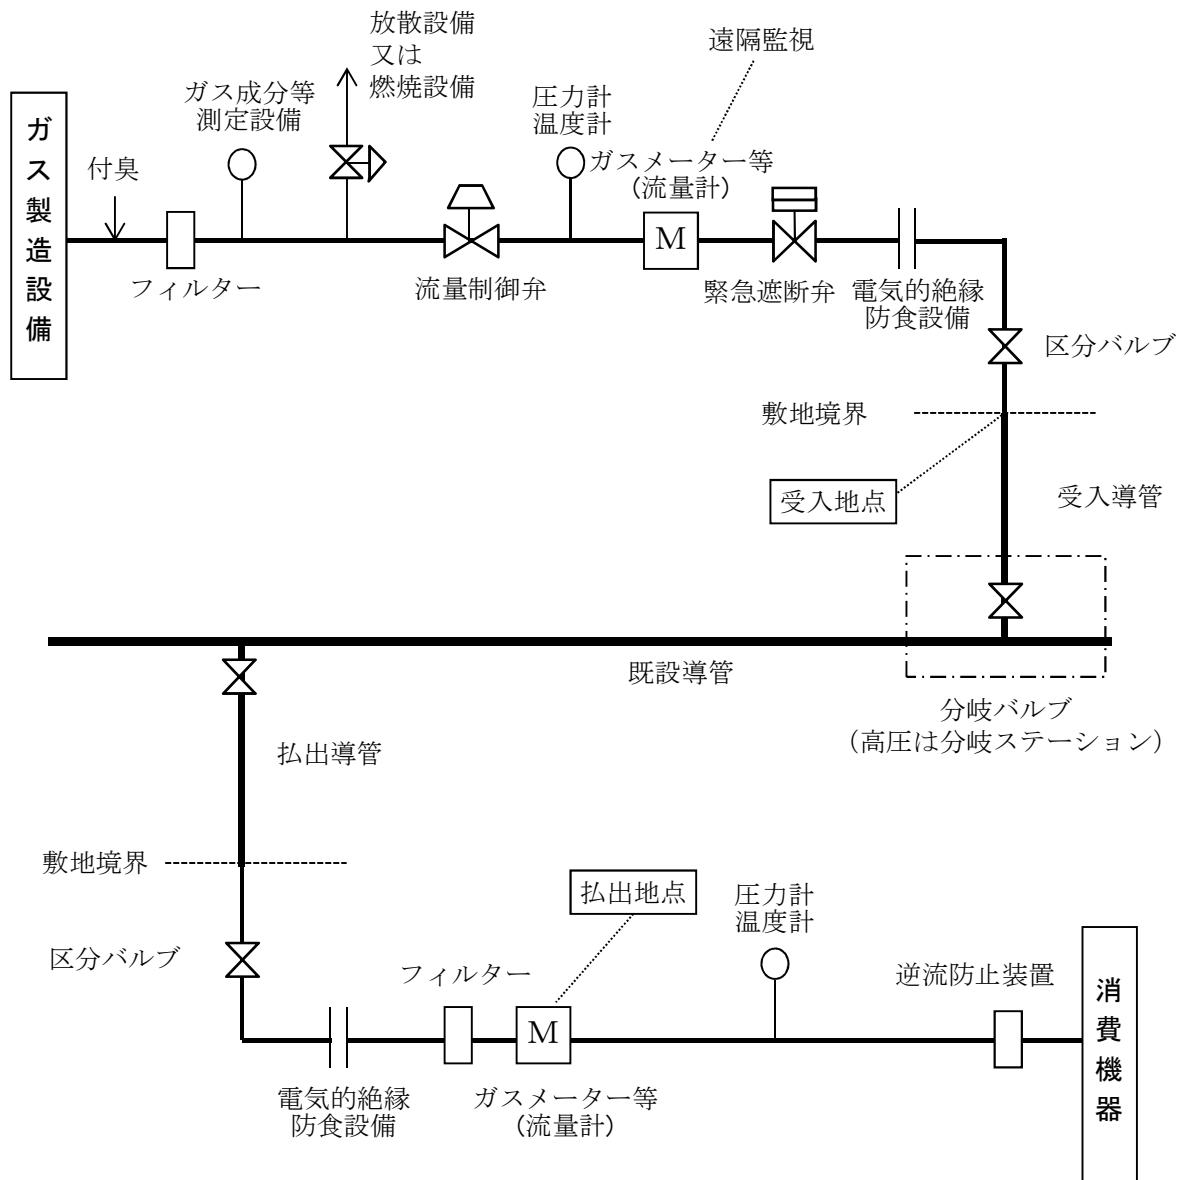 放散設備
又は
燃焼設備
遠隔監視
ガス成分等
測定設備
圧力計
温度計
ガス製造設備
付臭
ガスメーター等
(流量計)
M
フィルター
流量制御弁
緊急遮断弁
電気的絶縁
防食設備
区分バルブ
敷地境界
受入地点
受入導管
既設導管
分岐バルブ
（高圧は分岐ステーション）
払出導管
敷地境界
払出地点
圧力計
温度計
区分バルブ
フィルター
逆流防止装置
消費機器
M
電気的絶縁
防食設備
ガスメーター等
(流量計)